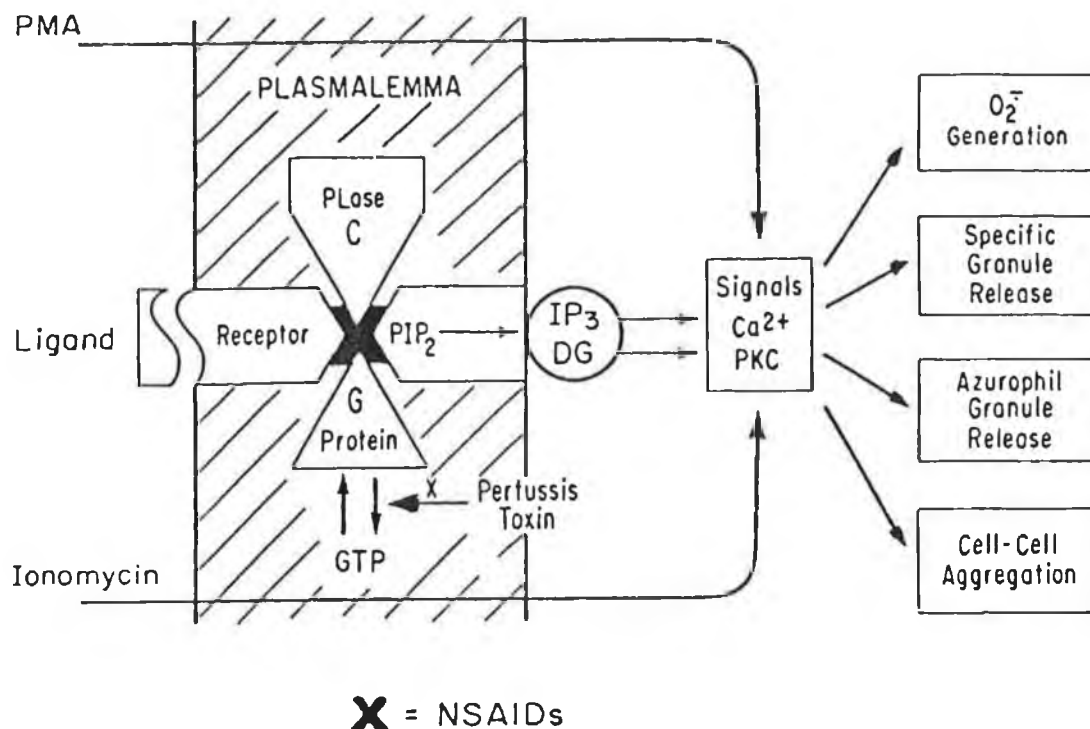 PMA
PLASMALEMMA
PLase
C
Ligand
Receptor
PIP₂
IP₃
DG
G
Protein
X
Pertussis
Toxin
GTP
Ionomycin
Signals
Ca²⁺
PKC
O₂⁻
Generation
Specific
Granule
Release
Azurophil
Granule
Release
Cell-Cell
Aggregation
X = NSAIDs